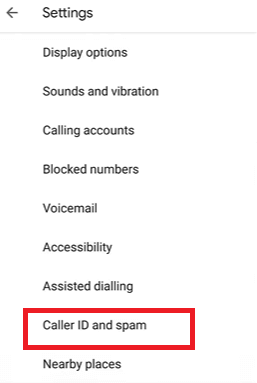 Settings
Display options
Sounds and vibration
Calling accounts
Blocked numbers
Voicemail
Accessibility
Assisted dialling
Caller ID and spam
Nearby places